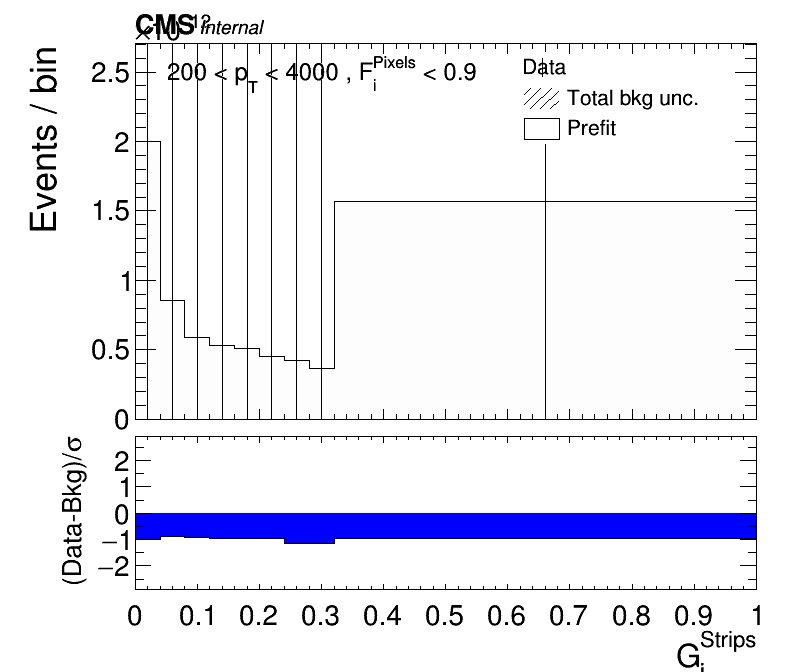 CMS Internal
×10¹²
200 < p_T < 4000 , F_i^Pixels < 0.9
Data
Total bkg unc.
Prefit
Events / bin
2.5
2
1.5
1
0.5
0
(Data-Bkg)/σ
2
1
0
−1
−2
0 0.1 0.2 0.3 0.4 0.5 0.6 0.7 0.8 0.9 1
G_i^Strips